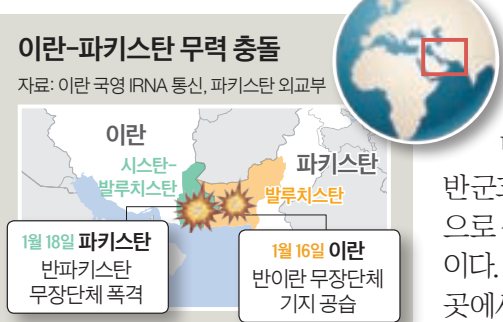 이란-파키스탄 무력 충돌
자료: 이란 국영 IRNA 통신, 파키스탄 외교부
이란
시스탄-
발루치스탄
파키스탄
발루치스탄
1월 18일 파키스탄
반파키스탄
무장단체 폭격
1월 16일 이란
반이란 무장단체
기지 공습
으로
이다.
곳에서